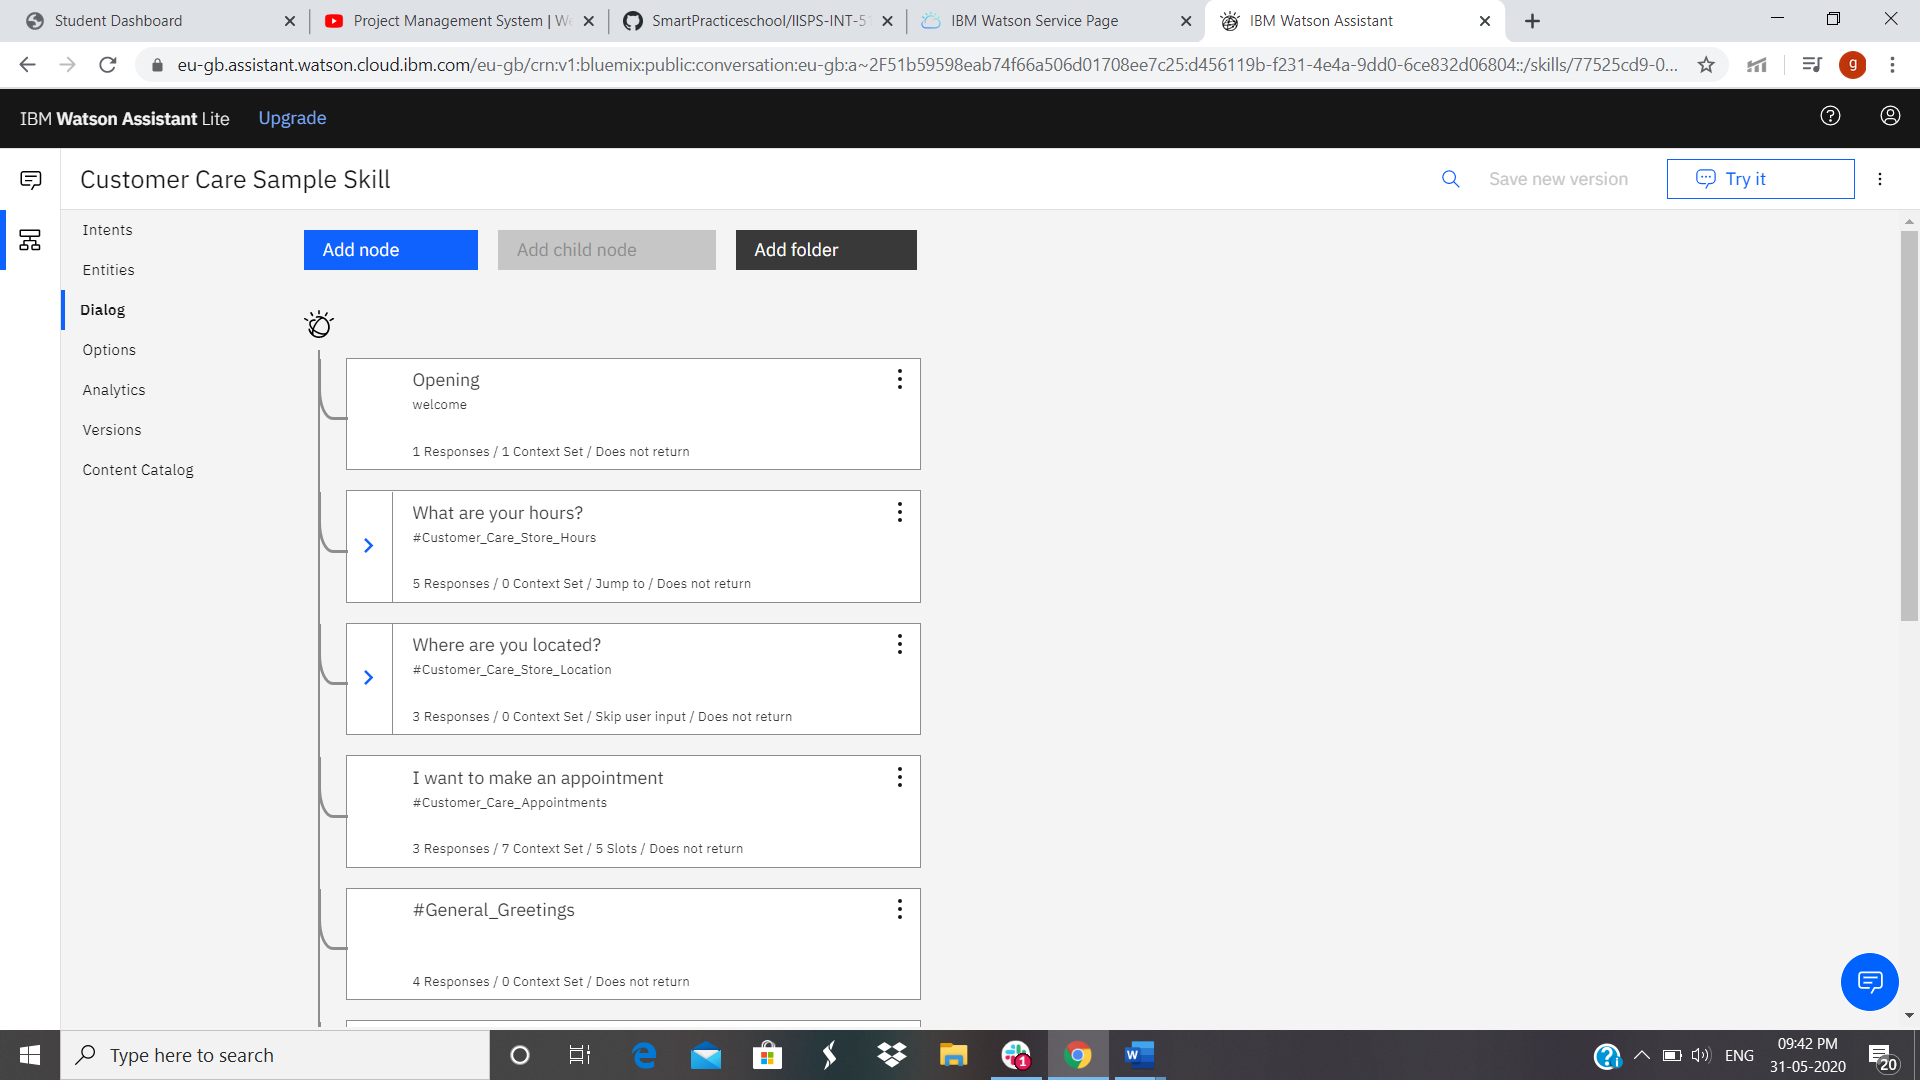 Student Dashboard
Project Management System | W
SmartPracticeschool/IISPS-INT-5
IBM Watson Service Page
IBM Watson Assistant
eu-gb.assistant.watson.cloud.ibm.com/eu-gb/crn:v1:bluemix:public:conversation:eu-gb:a~2F51b59598eab74f66a506d01708ee7c25:d456119b-f231-4e4a-9dd0-6ce832d06804::/skills/77525cd9-0...
g
IBM Watson Assistant Lite
Upgrade
Customer Care Sample Skill
Save new version
Try it
Intents
Entities
Dialog
Options
Analytics
Versions
Content Catalog
Add node
Add child node
Add folder
Opening
welcome
1 Responses / 1 Context Set / Does not return
What are your hours?
#Customer_Care_Store_Hours
5 Responses / 0 Context Set / Jump to / Does not return
Where are you located?
#Customer_Care_Store_Location
3 Responses / 0 Context Set / Skip user input / Does not return
I want to make an appointment
#Customer_Care_Appointments
3 Responses / 7 Context Set / 5 Slots / Does not return
#General_Greetings
4 Responses / 0 Context Set / Does not return
Type here to search
1
ENG
09:42 PM
31-05-2020
20